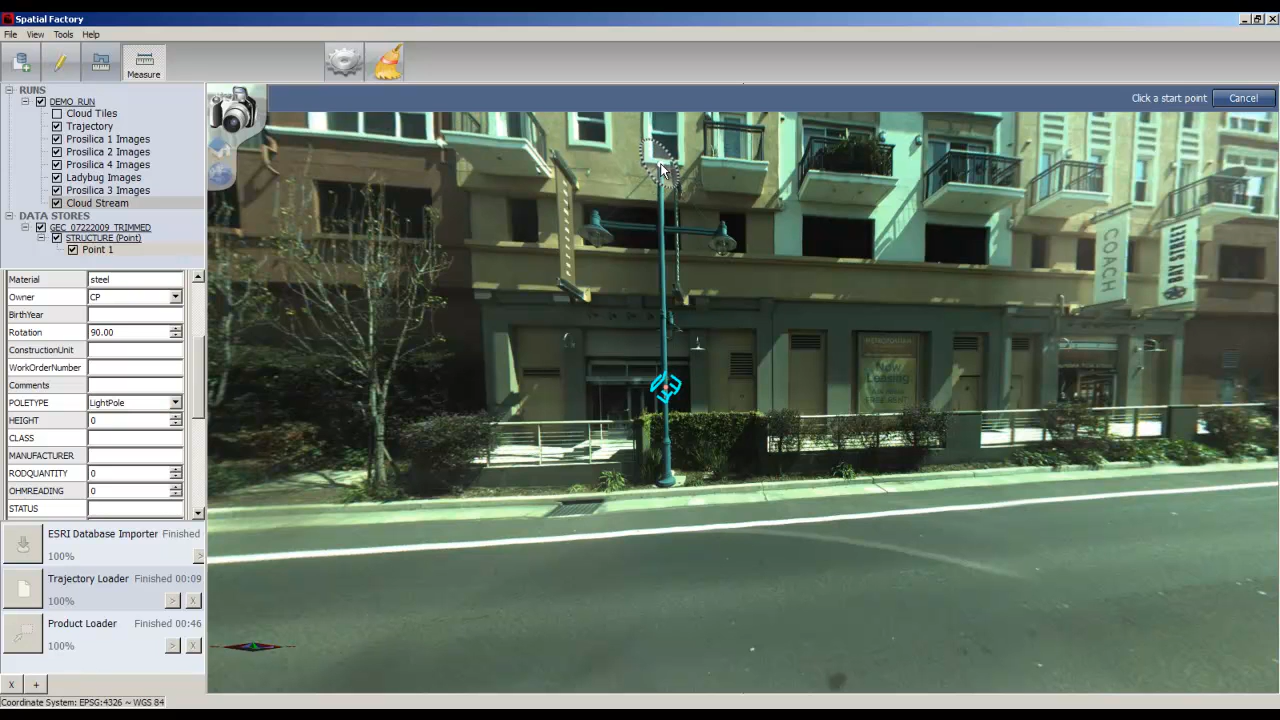 Spatial Factory
File View Tools Help
Measure
RUNS
DEMO_RUN
Cloud Tiles
Trajectory
Prosilica 1 Images
Prosilica 2 Images
Prosilica 4 Images
Ladybug Images
Prosilica 3 Images
Cloud Stream
DATA STORES
GEC_07222009_TRIMMED
STRUCTURE (Point)
Point 1
Click a start point Cancel
Material steel
Owner CP
BirthYear
Rotation 90.00
ConstructionUnit
WorkOrderNumber
Comments
POLETYPE LightPole
HEIGHT 0
CLASS
MANUFACTURER
RODQUANTITY 0
OHMREADING 0
STATUS
ESRI Database Importer Finished
100% >
Trajectory Loader Finished 00:09
100% > X
Product Loader Finished 00:46
100% > X
X +
Coordinate System: EPSG:4326 ~ WGS 84
COACH
METROPOLITAN
Now
Leasing